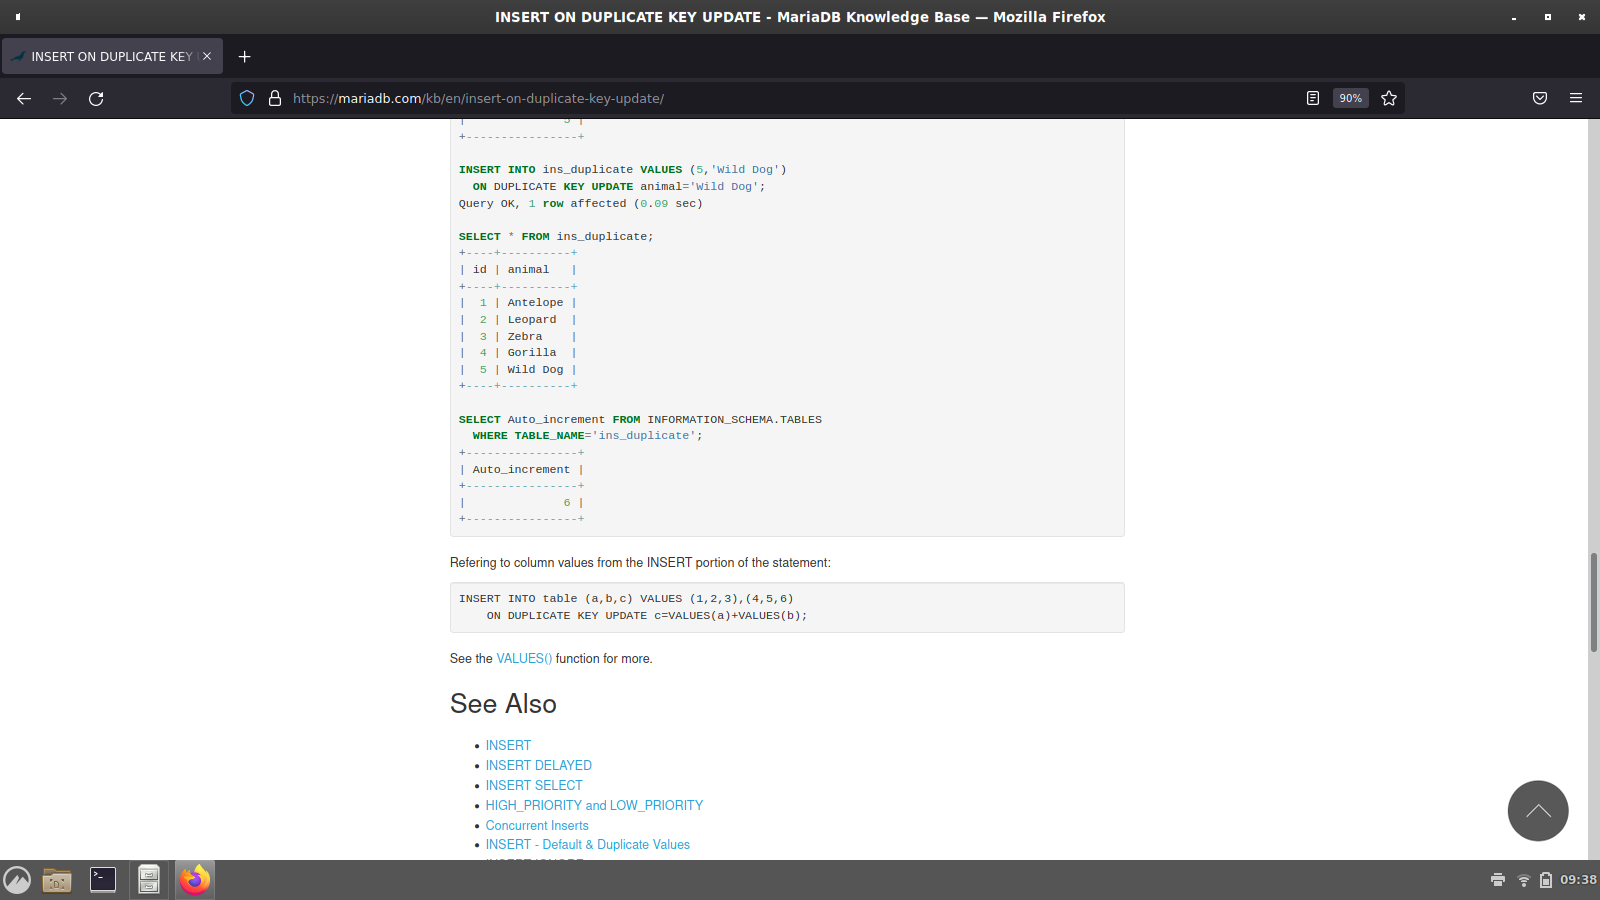 INSERT ON DUPLICATE KEY UPDATE - MariaDB Knowledge Base — Mozilla Firefox
INSERT ON DUPLICATE KEY
https://mariadb.com/kb/en/insert-on-duplicate-key-update/
90%
+----------------+
INSERT INTO ins_duplicate VALUES (5,'Wild Dog')
  ON DUPLICATE KEY UPDATE animal='Wild Dog';
Query OK, 1 row affected (0.09 sec)
SELECT * FROM ins_duplicate;
+----+----------+
| id | animal   |
+----+----------+
|  1 | Antelope |
|  2 | Leopard  |
|  3 | Zebra    |
|  4 | Gorilla  |
|  5 | Wild Dog |
+----+----------+
SELECT Auto_increment FROM INFORMATION_SCHEMA.TABLES
  WHERE TABLE_NAME='ins_duplicate';
+----------------+
| Auto_increment |
+----------------+
|              6 |
+----------------+
Refering to column values from the INSERT portion of the statement:
INSERT INTO table (a,b,c) VALUES (1,2,3),(4,5,6)
    ON DUPLICATE KEY UPDATE c=VALUES(a)+VALUES(b);
See the VALUES() function for more.
See Also
• INSERT
• INSERT DELAYED
• INSERT SELECT
• HIGH_PRIORITY and LOW_PRIORITY
• Concurrent Inserts
• INSERT - Default & Duplicate Values
09:38